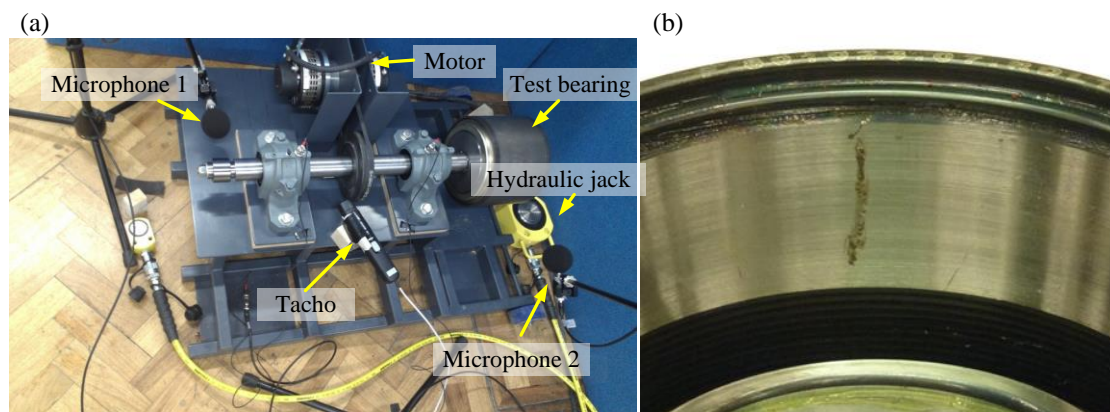 (a)
(b)
Motor
Microphone 1
Test bearing
Hydraulic jack
Tacho
Microphone 2